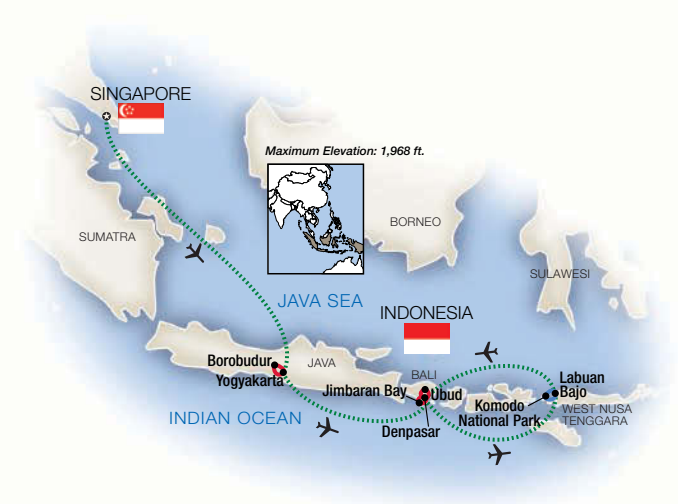 SINGAPORE
Maximum Elevation: 1,968 ft.
BORNEO
SUMATRA
SULAWESI
JAVA SEA
INDONESIA
Borobudur
JAVA
Yogyakarta
BALI
Jimbaran Bay
Ubud
Labuan
Bajo
Komodo
National Park
WEST NUSA
TENGGARA
INDIAN OCEAN
Denpasar